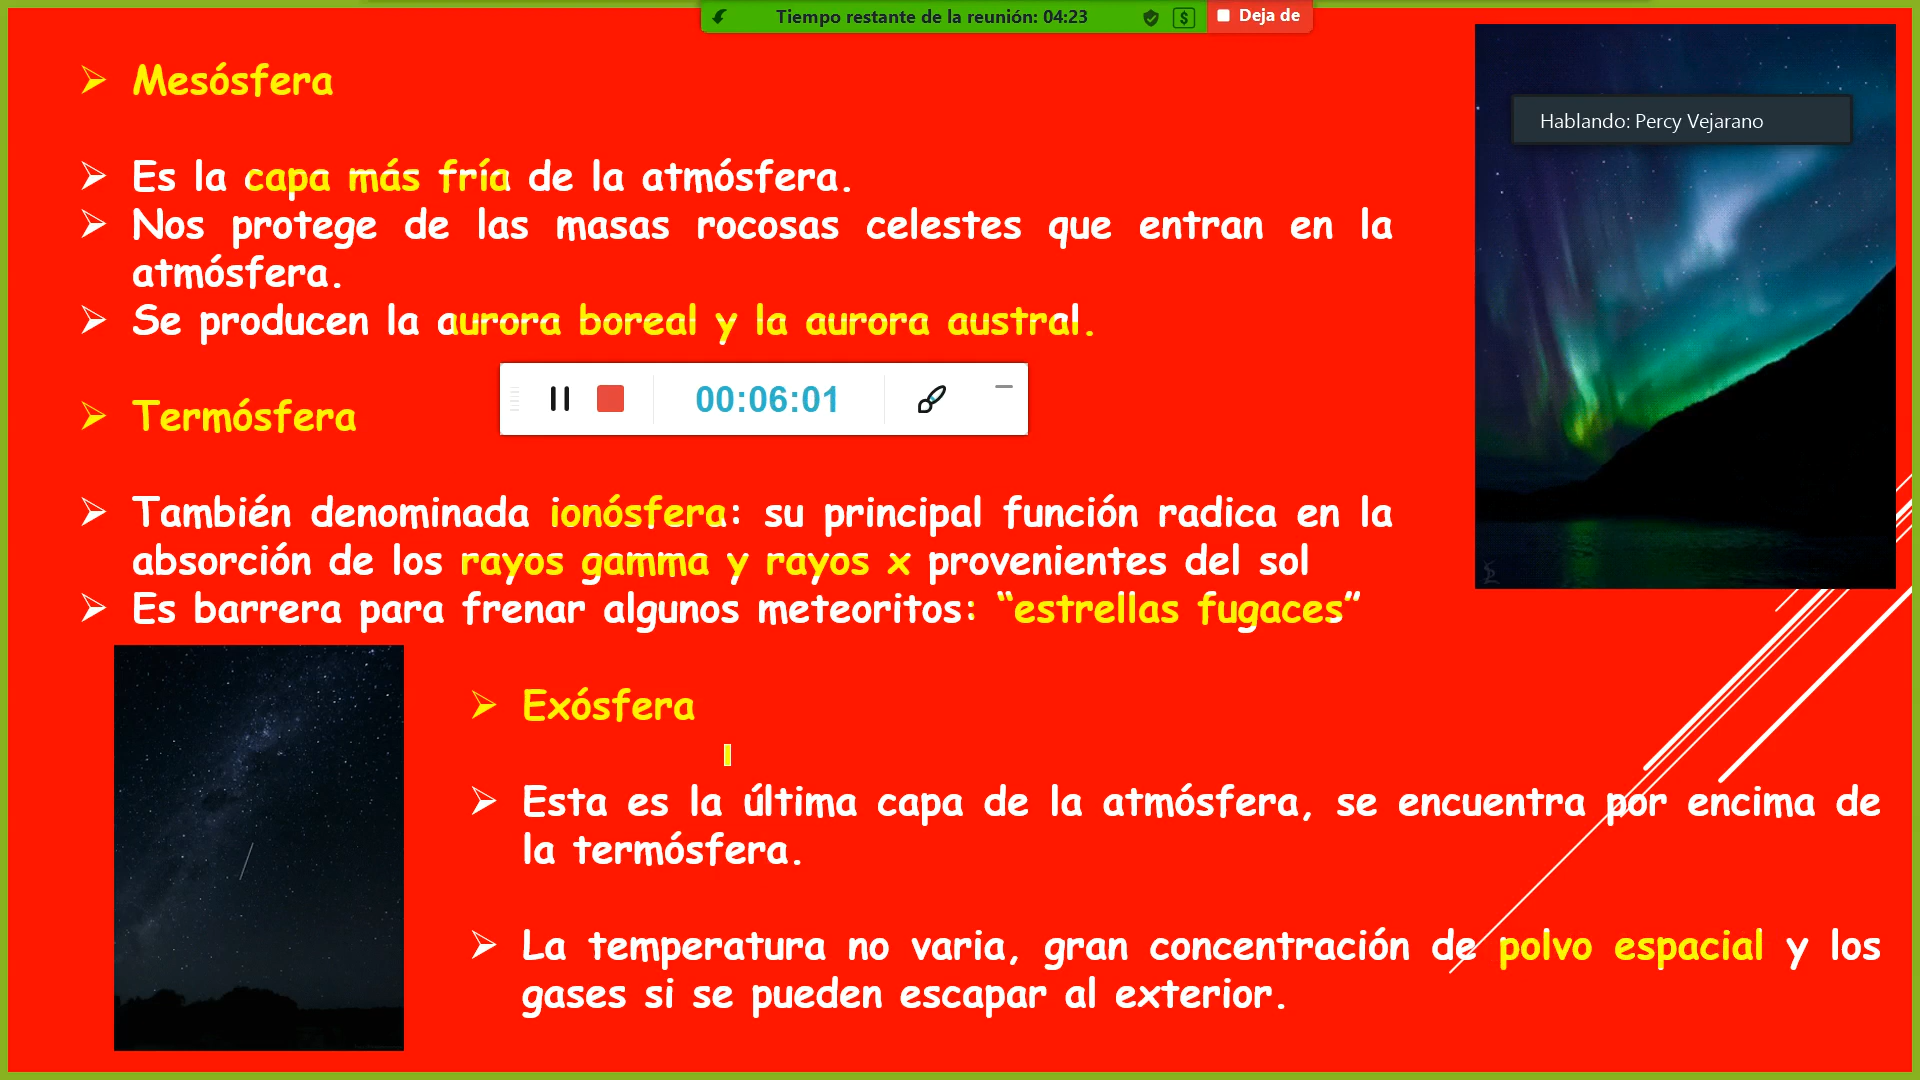 Tiempo restante de la reunión: 04:23
Deja de
Hablando: Percy Vejarano
Mesósfera
Es la capa más fría de la atmósfera.
Nos protege de las masas rocosas celestes que entran en la
atmósfera.
Se producen la aurora boreal y la aurora austral.
00:06:01
Termósfera
También denominada ionósfera: su principal función radica en la
absorción de los rayos gamma y rayos x provenientes del sol
Es barrera para frenar algunos meteoritos: “estrellas fugaces”
Exósfera
Esta es la última capa de la atmósfera, se encuentra por encima de
la termósfera.
La temperatura no varia, gran concentración de polvo espacial y los
gases si se pueden escapar al exterior.